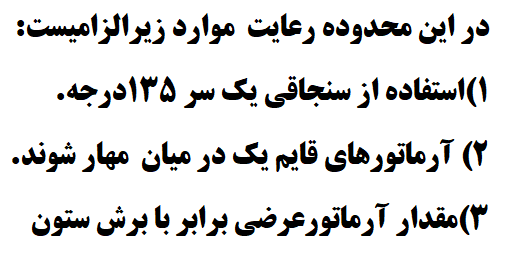 در این محدوده رعایت موارد زیرالزامیست:
۱)استفاده از سنجاقی یک سر ۱۳۵درجه.
۲) آرماتورهای قایم یک در میان مهار شوند.
۳)مقدار آرماتورعرضی برابر با برش ستون